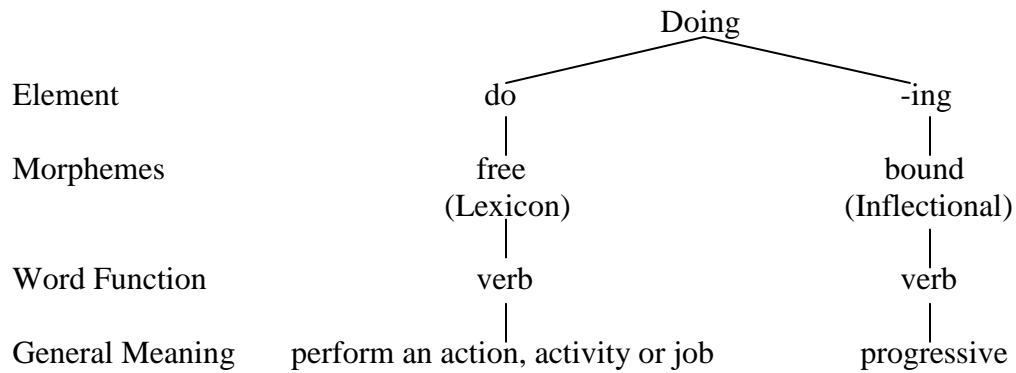 Doing
Element do -ing
Morphemes free bound
(Lexicon) (Inflectional)
Word Function verb verb
General Meaning perform an action, activity or job progressive